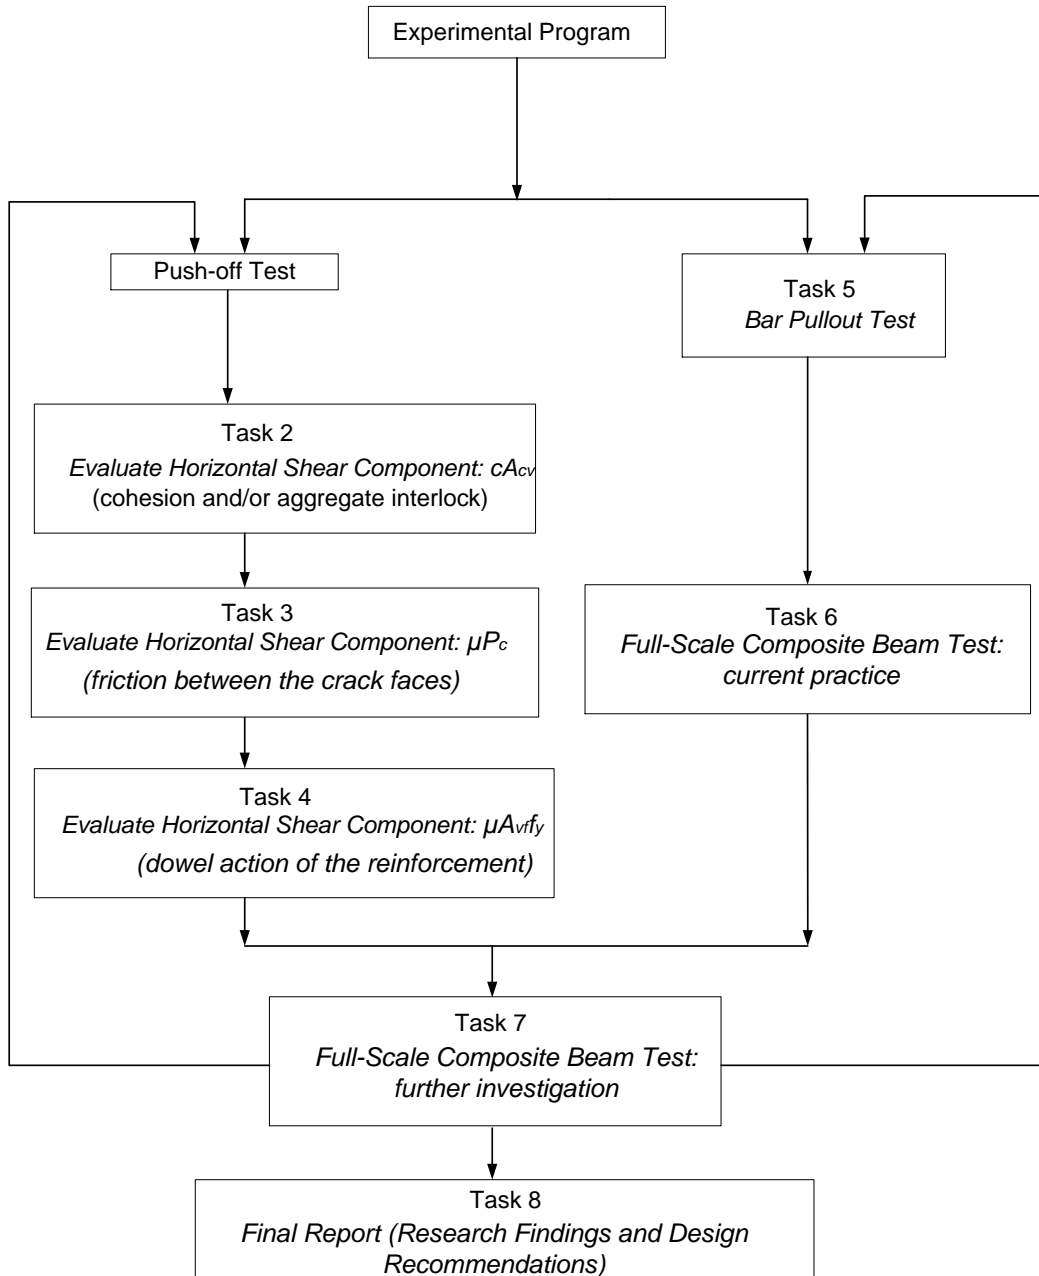 Experimental Program
Push-off Test
Task 2
Evaluate Horizontal Shear Component: cAcv
(cohesion and/or aggregate interlock)
Task 3
Evaluate Horizontal Shear Component: µPc
(friction between the crack faces)
Task 4
Evaluate Horizontal Shear Component: µAvffy
(dowel action of the reinforcement)
Task 5
Bar Pullout Test
Task 6
Full-Scale Composite Beam Test:
current practice
Task 7
Full-Scale Composite Beam Test:
further investigation
Task 8
Final Report (Research Findings and Design
Recommendations)